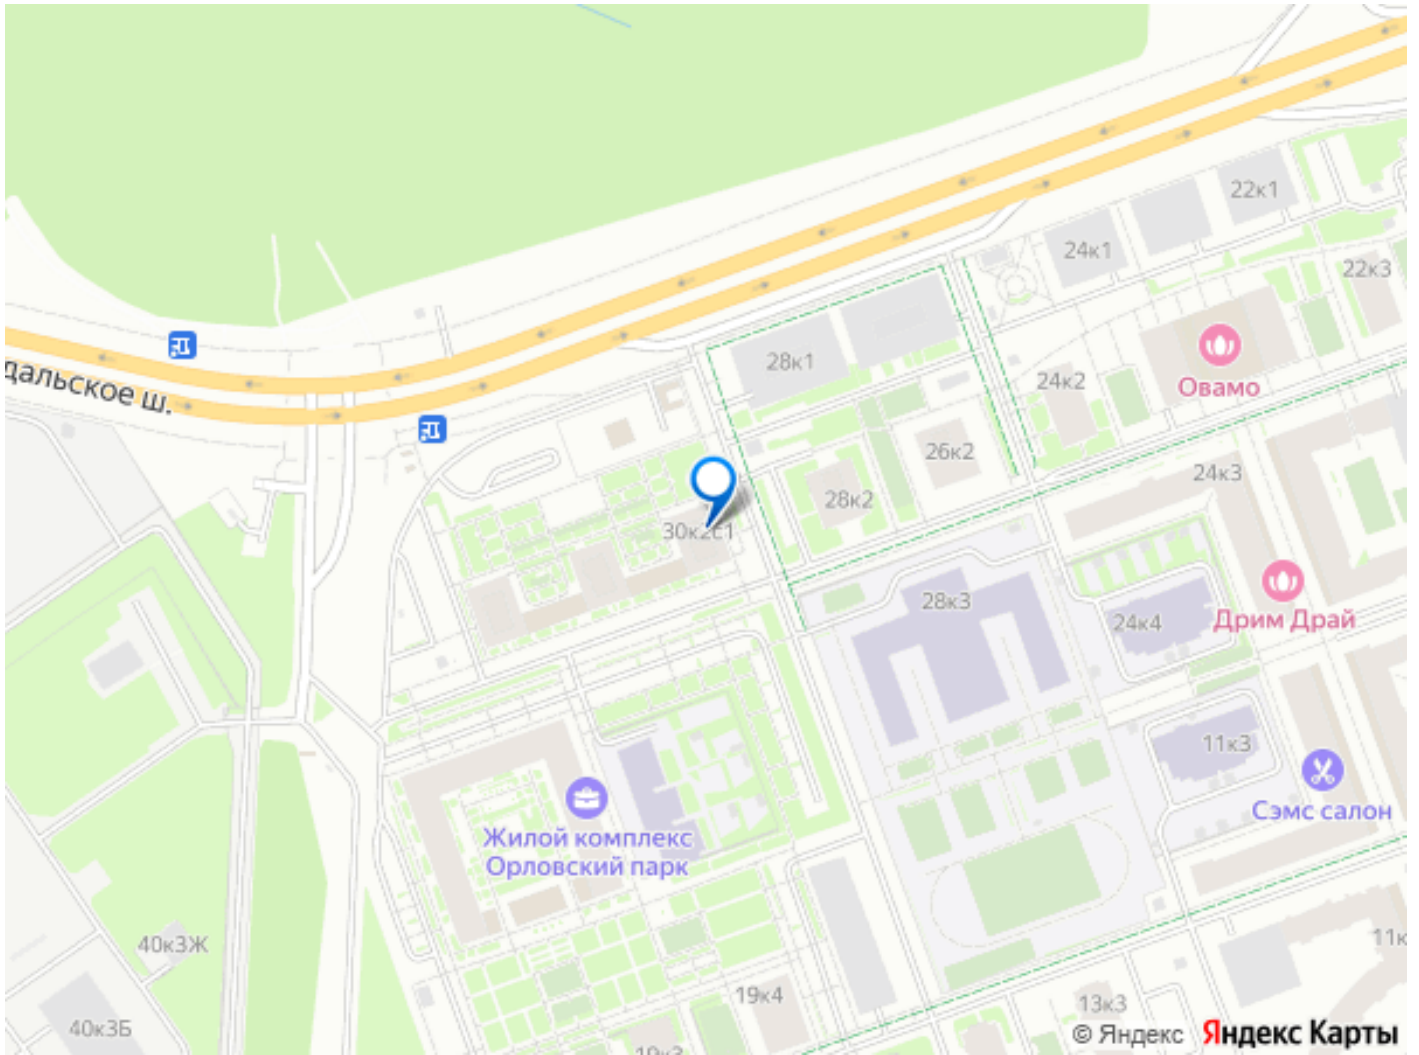 22к1
24к1
22к3
28к1
Овамо
24к2
дальское ш.
26к2
24к3
28к2
30к2с1
28к3
24к4
Дрим Драй
11к3
Сэмс салон
Жилой комплекс
Орловский парк
40к3Ж
11к
19к4
13к3
40к3Б
© Яндекс Яндекс Карты